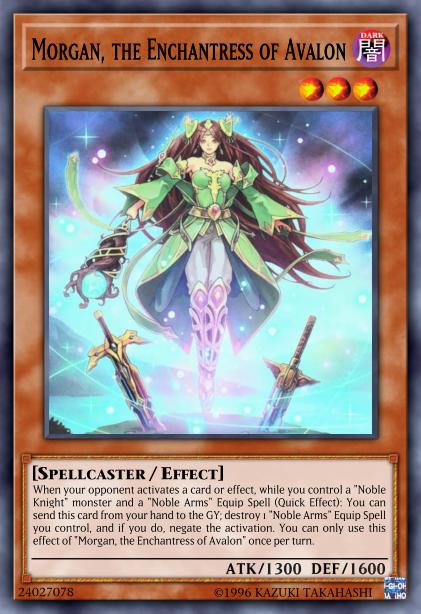 MORGAN, THE ENCHANTRESS OF AVALON
DARK
闇
[SPELLCASTER / EFFECT]
When your opponent activates a card or effect, while you control a "Noble
Knight" monster and a "Noble Arms" Equip Spell (Quick Effect): You can
send this card from your hand to the GY; destroy 1 "Noble Arms" Equip Spell
you control, and if you do, negate the activation. You can only use this
effect of "Morgan, the Enchantress of Avalon" once per turn.
ATK/1300 DEF/1600
24027078
©1996 KAZUKI TAKAHASHI